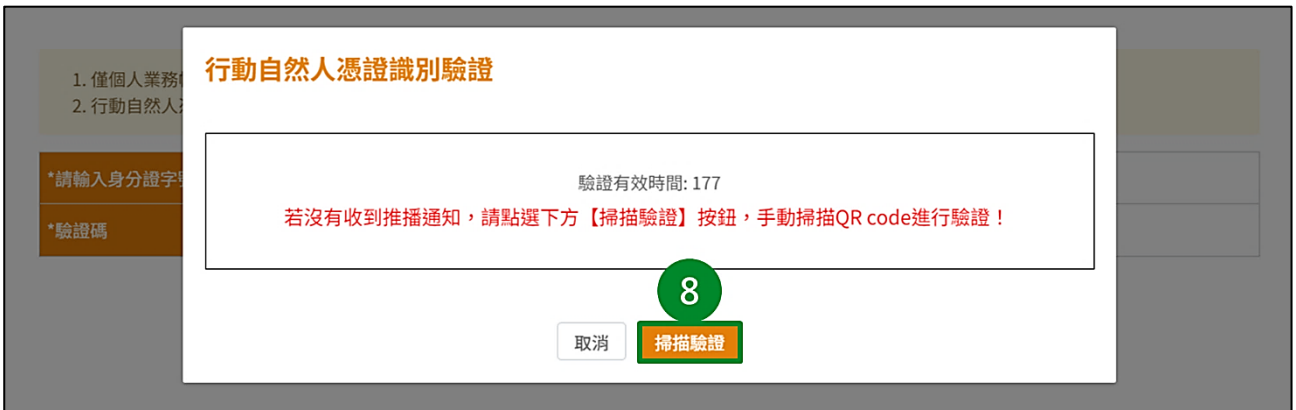 行動自然人憑證識別驗證
1. 僅個人業務
2. 行動自然人
*請輸入身分證字
*驗證碼
驗證有效時間: 177
若沒有收到推播通知，請點選下方【掃描驗證】按鈕，手動掃描QR code進行驗證！
8
取消
掃描驗證